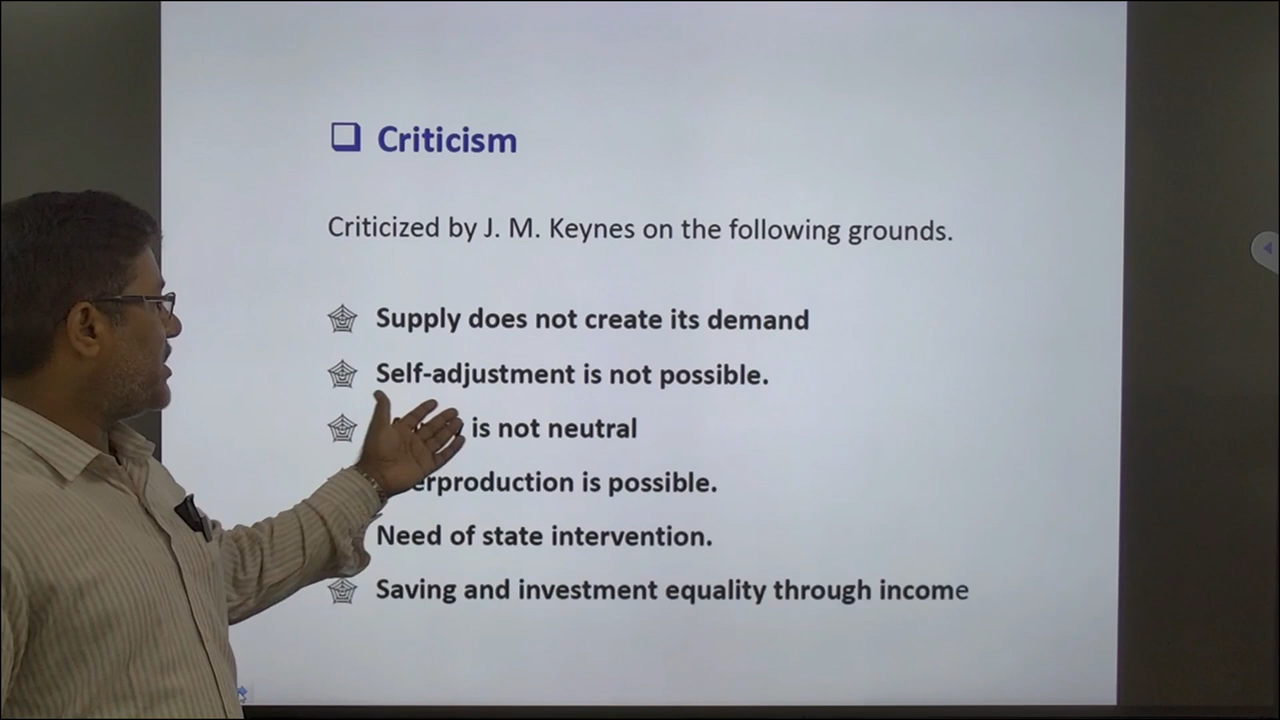 Criticism
Criticized by J. M. Keynes on the following grounds.
Supply does not create its demand
Self-adjustment is not possible.
is not neutral
is possible.
Need of state intervention.
Saving and investment equality through income